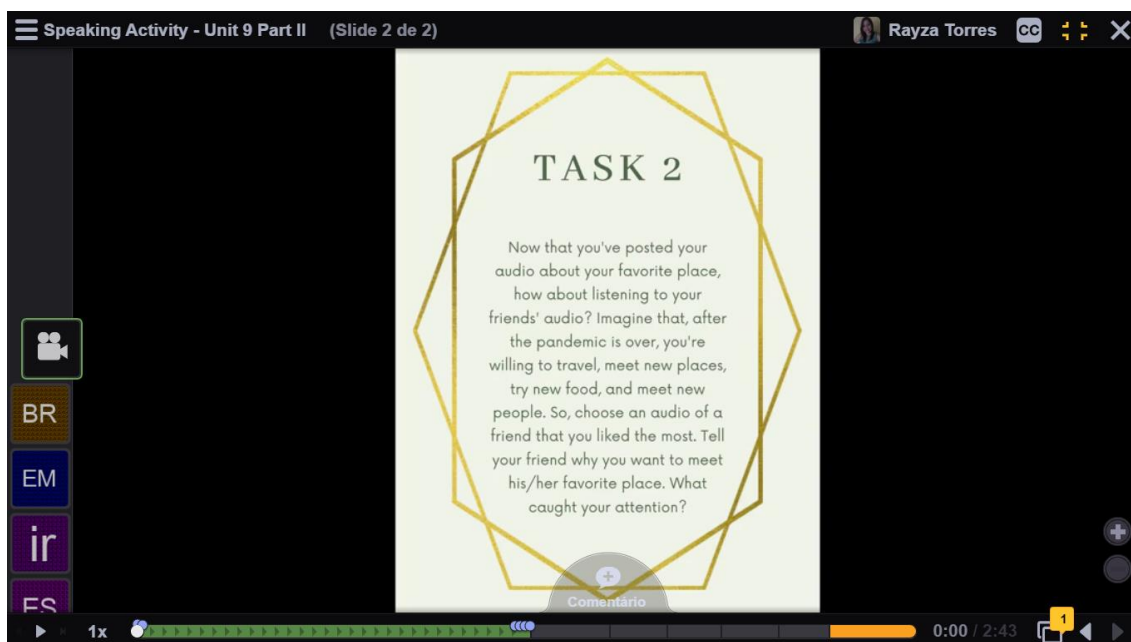 Speaking Activity - Unit 9 Part II (Slide 2 de 2)
Rayza Torres
CC
TASK 2
Now that you've posted your
audio about your favorite place,
how about listening to your
friends' audio? Imagine that, after
the pandemic is over, you're
willing to travel, meet new places,
try new food, and meet new
people. So, choose an audio of a
friend that you liked the most. Tell
your friend why you want to meet
his/her favorite place. What
caught your attention?
BR
EM
ir
ES
Comentário
1x
0:00 / 2:43
1